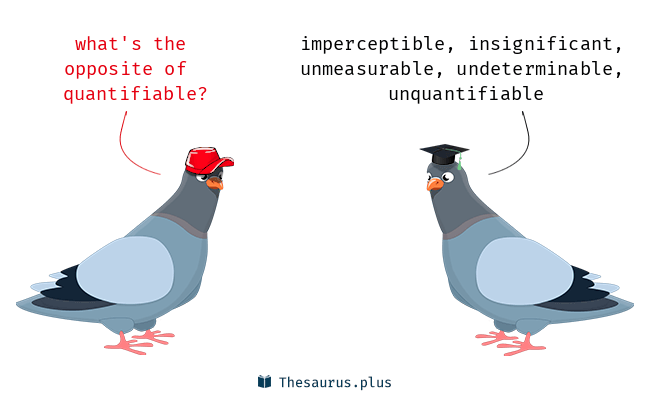 what's the
opposite of
quantifiable?
imperceptible, insignificant,
unmeasurable, undeterminable,
unquantifiable
Thesaurus.plus